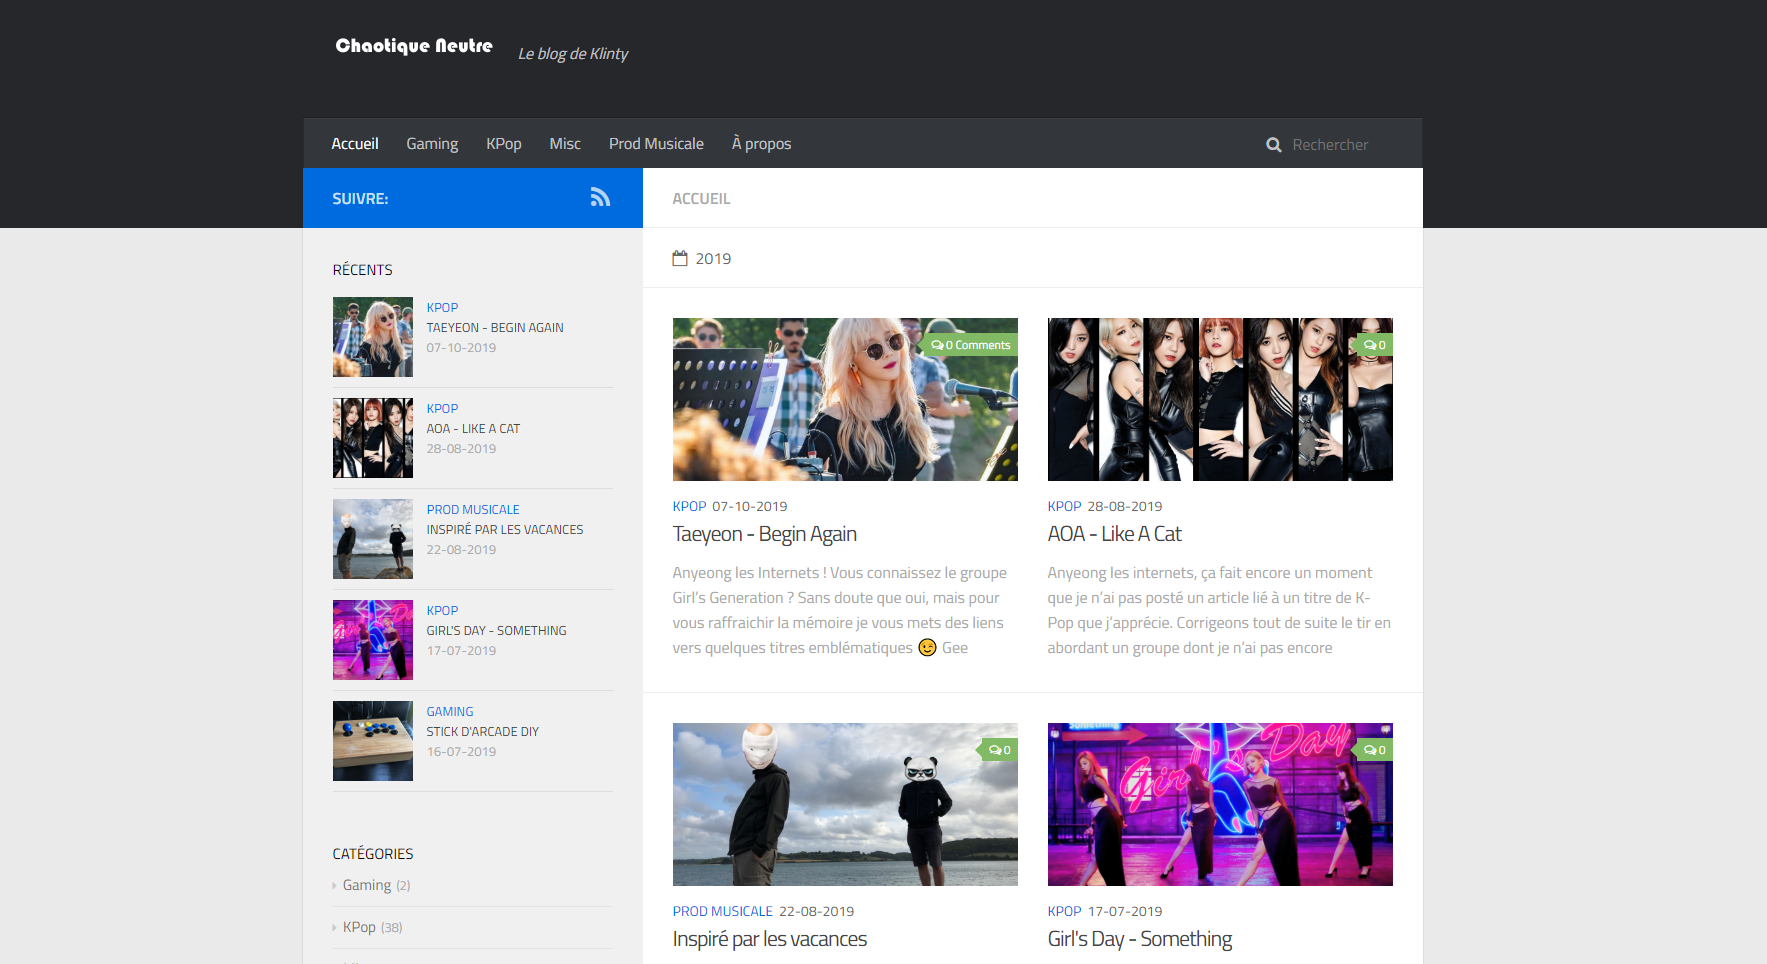 Chaotique Neutre
Le blog de Klinty
Accueil Gaming KPop Misc Prod Musicale À propos
Rechercher
SUIVRE:
ACCUEIL
2019
RÉCENTS
KPOP
TAEYEON - BEGIN AGAIN
07-10-2019
KPOP
AOA - LIKE A CAT
28-08-2019
PROD MUSICALE
INSPIRÉ PAR LES VACANCES
22-08-2019
KPOP
GIRL'S DAY - SOMETHING
17-07-2019
GAMING
STICK D'ARCADE DIY
16-07-2019
CATÉGORIES
Gaming (2)
KPop (38)
0 Comments
KPOP 07-10-2019
Taeyeon - Begin Again
Anyeong les Internets ! Vous connaissez le groupe
Girl’s Generation ? Sans doute que oui, mais pour
vous raffraichir la mémoire je vous mets des liens
vers quelques titres emblématiques 😉 Gee
0
KPOP 28-08-2019
AOA - Like A Cat
Anyeong les internets, ça fait encore un moment
que je n’ai pas posté un article lié à un titre de K-
Pop que j’apprécie. Corrigeons tout de suite le tir en
abordant un groupe dont je n’ai pas encore
0
PROD MUSICALE 22-08-2019
Inspiré par les vacances
Something
Girl's Day
0
KPOP 17-07-2019
Girl's Day - Something